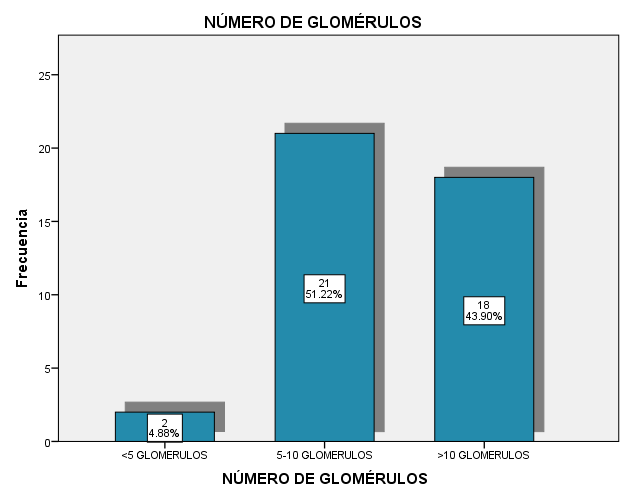 NÚMERO DE GLOMÉRULOS
25
20
15
10
5
0
Frecuencia
2
4.88%
21
51.22%
18
43.90%
<5 GLOMERULOS
5-10 GLOMERULOS
>10 GLOMERULOS
NÚMERO DE GLOMÉRULOS